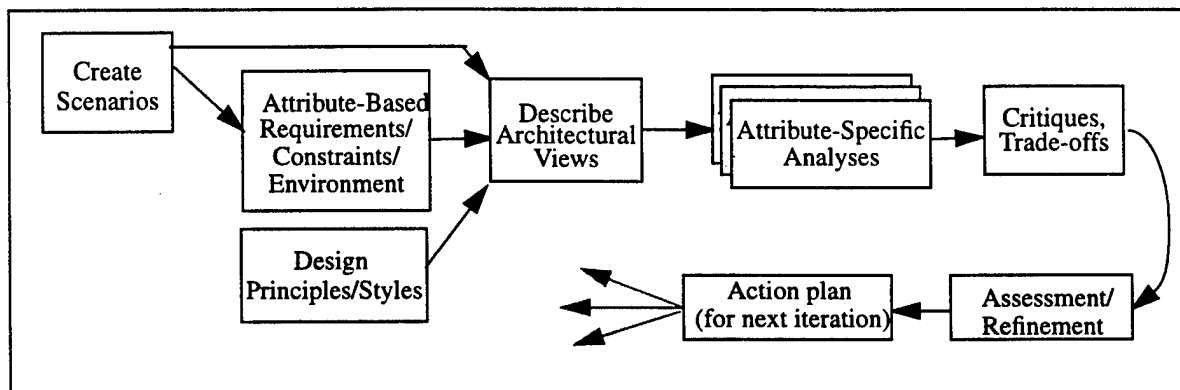 Create
Scenarios
Attribute-Based
Requirements/
Constraints/
Environment
Design
Principles/Styles
Describe
Architectural
Views
Attribute-Specific
Analyses
Critiques,
Trade-offs
Assessment/
Refinement
Action plan
(for next iteration)